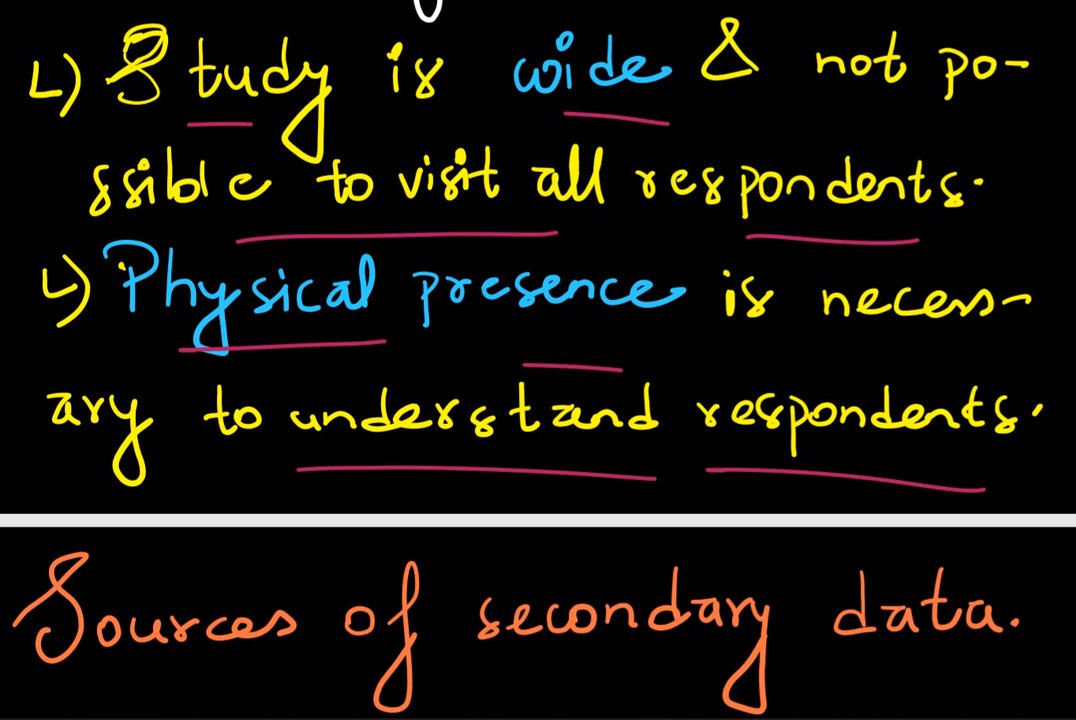 ↳ Study is wide & not po-
ssible to visit all respondents.
↳ Physical presence is necess-
ary to understand respondents.
Sources of secondary data.